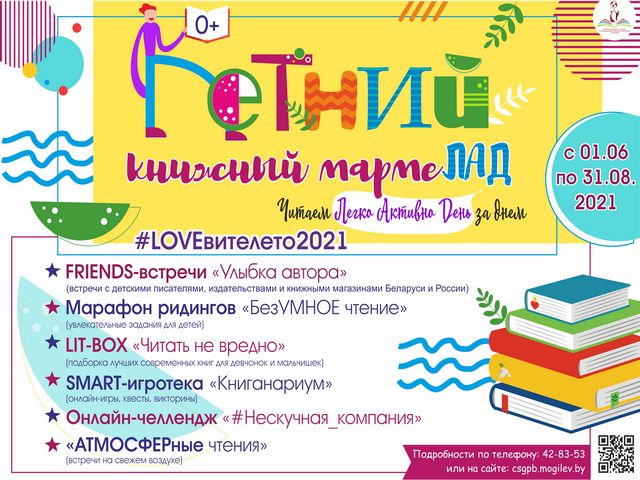 0+
Летний
книжный мармеЛАД
Читаем Легко Активно День за днем
с 01.06
по 31.08.
2021
#LOVEвителето2021
FRIENDS-встречи «Улыбка автора»
(встречи с детскими писателями, издательствами и книжными магазинами Беларуси и России)
Марафон ридингов «БезУМНОЕ чтение»
(увлекательные задания для детей)
LIT-BOX «Читать не вредно»
(подборка лучших современных книг для девчонок и мальчишек)
SMART-игротека «Книганариум»
(онлайн-игры, квесты, викторины)
Онлайн-челлендж «#Нескучная_компания»
«АТМОСФЕРные чтения»
(встречи на свежем воздухе)
Подробности по телефону: 42-83-53
или на сайте: csgpb.mogilev.by